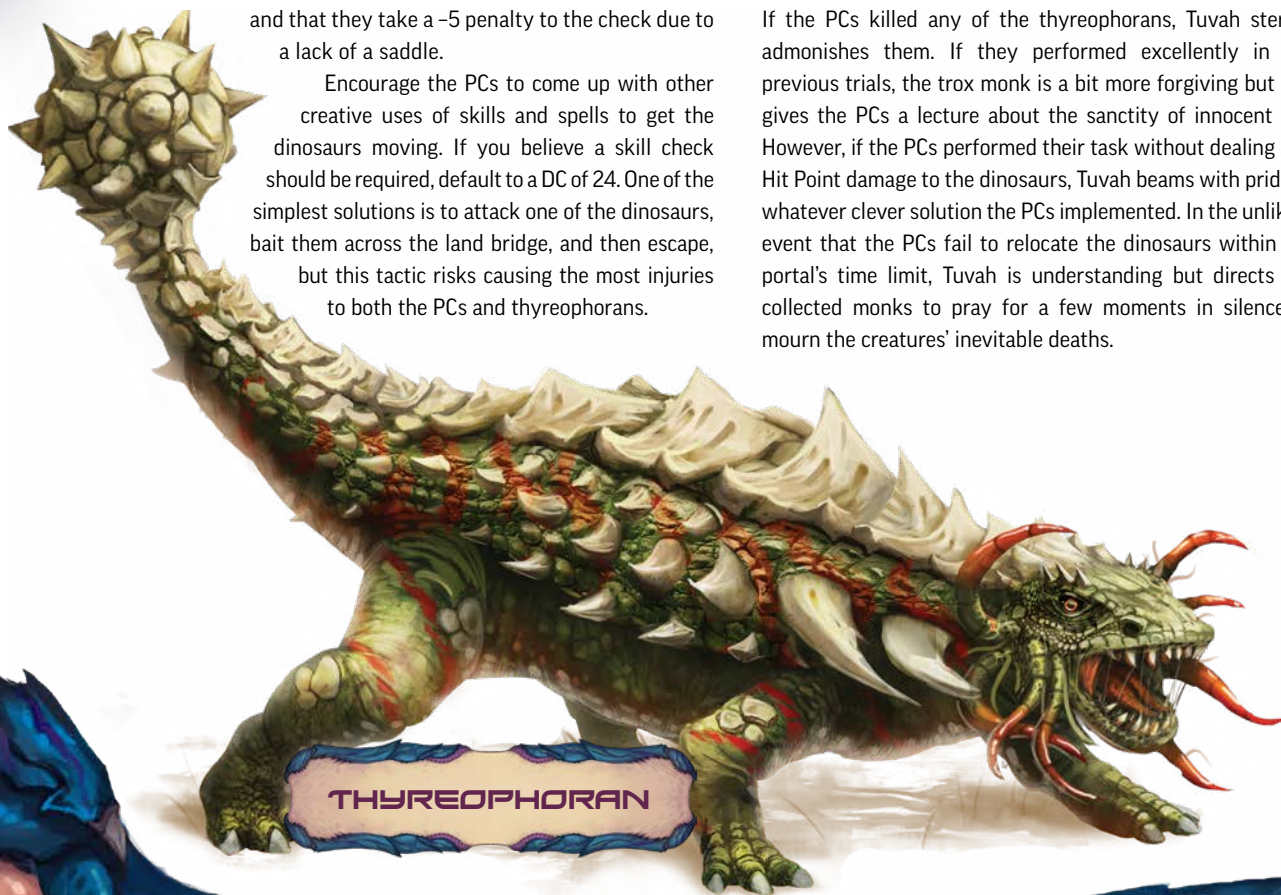 and that they take a –5 penalty to the check due to
a lack of a saddle.
Encourage the PCs to come up with other
creative uses of skills and spells to get the
dinosaurs moving. If you believe a skill check
should be required, default to a DC of 24. One of the
simplest solutions is to attack one of the dinosaurs,
bait them across the land bridge, and then escape,
but this tactic risks causing the most injuries
to both the PCs and thyreophorans.
If the PCs killed any of the thyreophorans, Tuvah
admonishes them. If they performed excellently in
previous trials, the trox monk is a bit more forgiving but
gives the PCs a lecture about the sanctity of innocent
However, if the PCs performed their task without dealing
Hit Point damage to the dinosaurs, Tuvah beams with
whatever clever solution the PCs implemented. In the
event that the PCs fail to relocate the dinosaurs within
portal's time limit, Tuvah is understanding but directs
collected monks to pray for a few moments in silence
mourn the creatures' inevitable deaths.
THYREOPHORAN